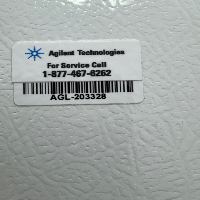 Agilent Technologies
For Service Call
1-877-467-6262
AGL-203328